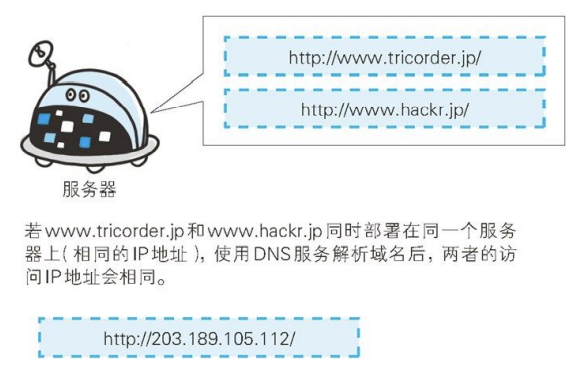 http://www.tricorder.jp/
http://www.hackr.jp/
服务器
若www.tricorder.jp和www.hackr.jp同时部署在同一个服务
器上（相同的IP地址），使用DNS服务解析域名后，两者的访
问IP地址会相同。
http://203.189.105.112/